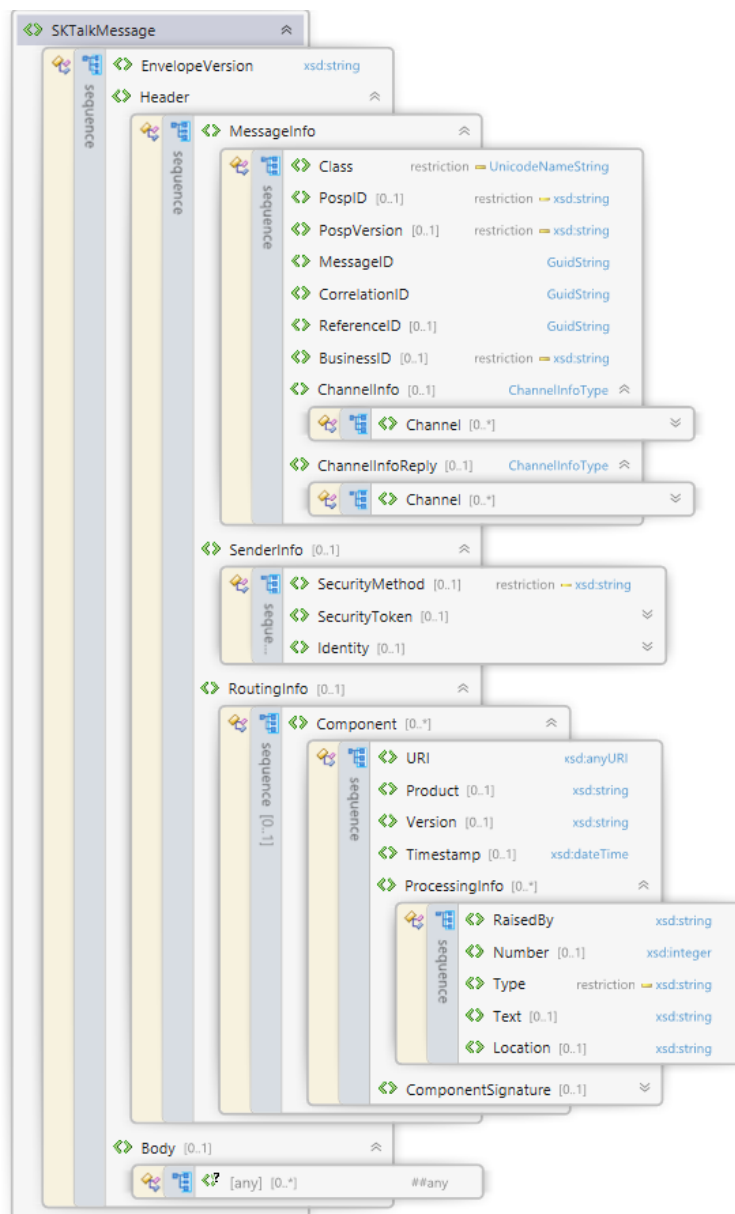 SKTalkMessage
EnvelopeVersion xsd:string
sequence
Header
MessageInfo
sequence
Class restriction UnicodeNameString
sequence
PospID [0..1] restriction xsd:string
PospVersion [0..1] restriction xsd:string
MessageID GuidString
CorrelationID GuidString
ReferenceID [0..1] GuidString
BusinessID [0..1] restriction xsd:string
ChannelInfo [0..1] ChannelInfoType
Channel [0..*]
ChannelInfoReply [0..1] ChannelInfoType
Channel [0..*]
SenderInfo [0..1]
SecurityMethod [0..1] restriction xsd:string
seque...
SecurityToken [0..1]
Identity [0..1]
RoutingInfo [0..1]
Component [0..*]
sequence [0..1]
URI xsd:anyURI
sequence
Product [0..1] xsd:string
Version [0..1] xsd:string
Timestamp [0..1] xsd:dateTime
ProcessingInfo [0..*]
RaisedBy xsd:string
sequence
Number [0..1] xsd:integer
Type restriction xsd:string
Text [0..1] xsd:string
Location [0..1] xsd:string
ComponentSignature [0..1]
Body [0..1]
[any] [0..*] ##any